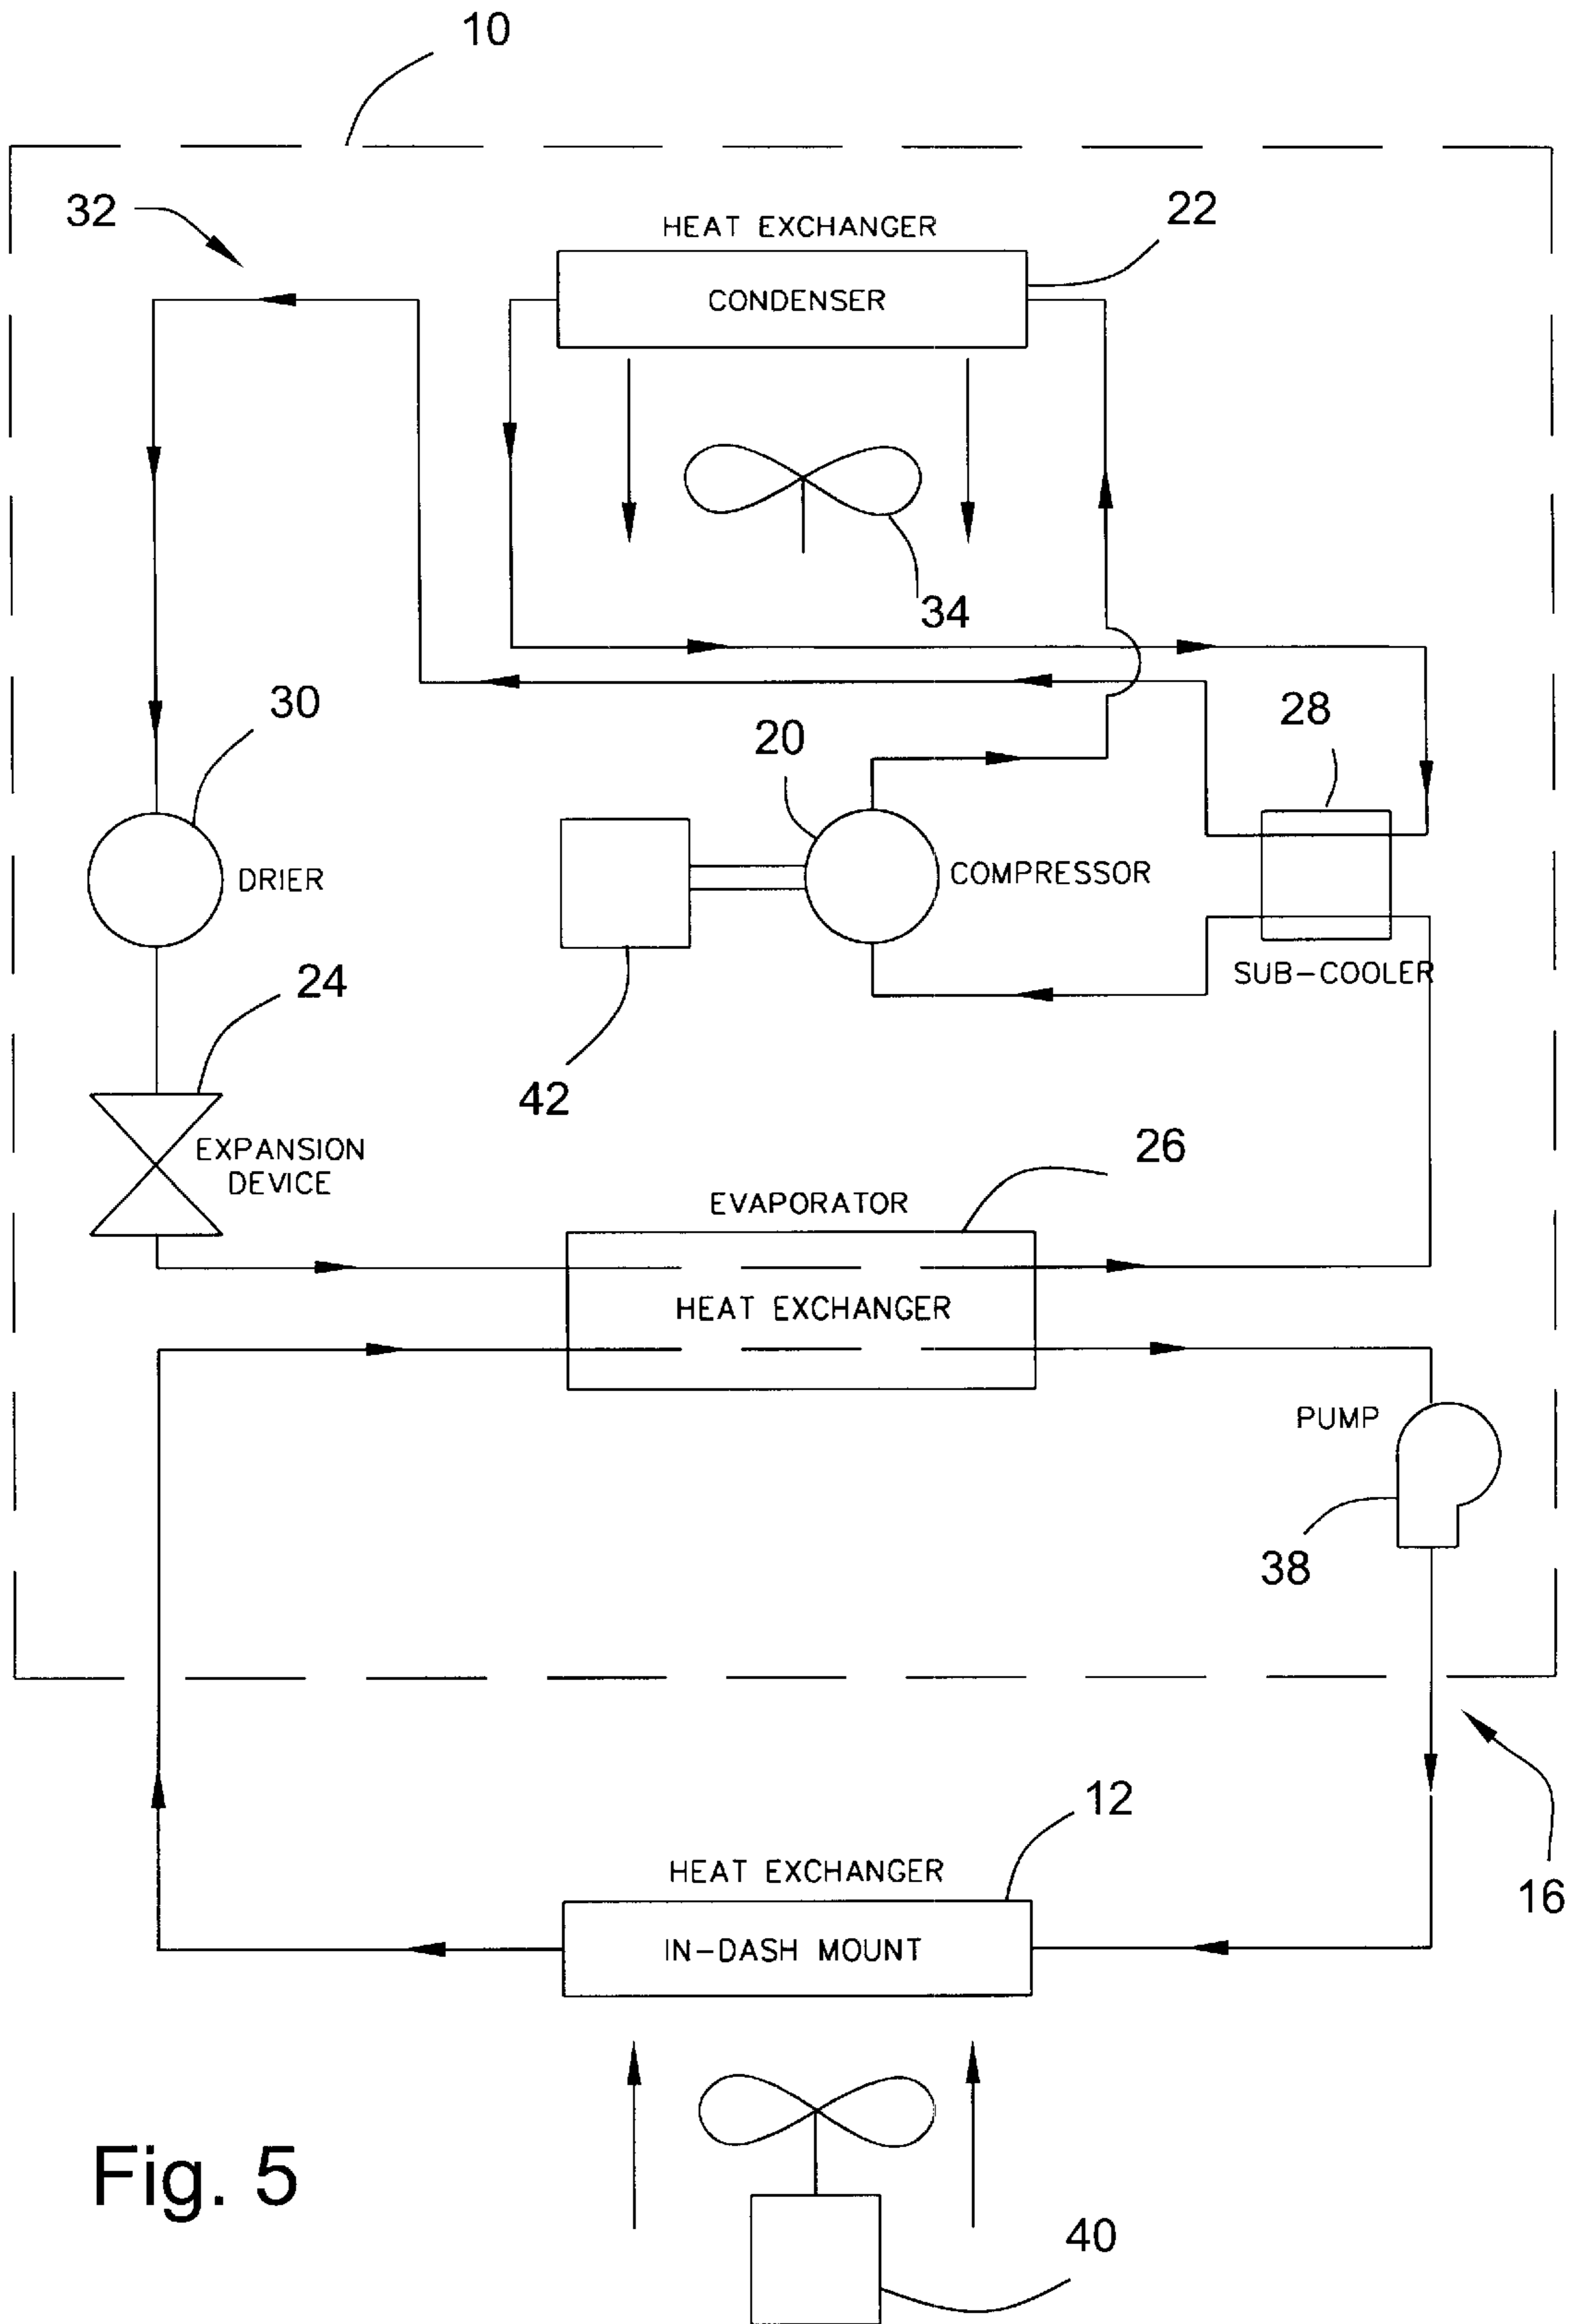 10
32
HEAT EXCHANGER
22
CONDENSER
34
30
20
28
DRIER
COMPRESSOR
SUB-COOLER
24
42
EXPANSION
DEVICE
26
EVAPORATOR
HEAT EXCHANGER
PUMP
38
12
HEAT EXCHANGER
16
IN-DASH MOUNT
Fig. 5
40